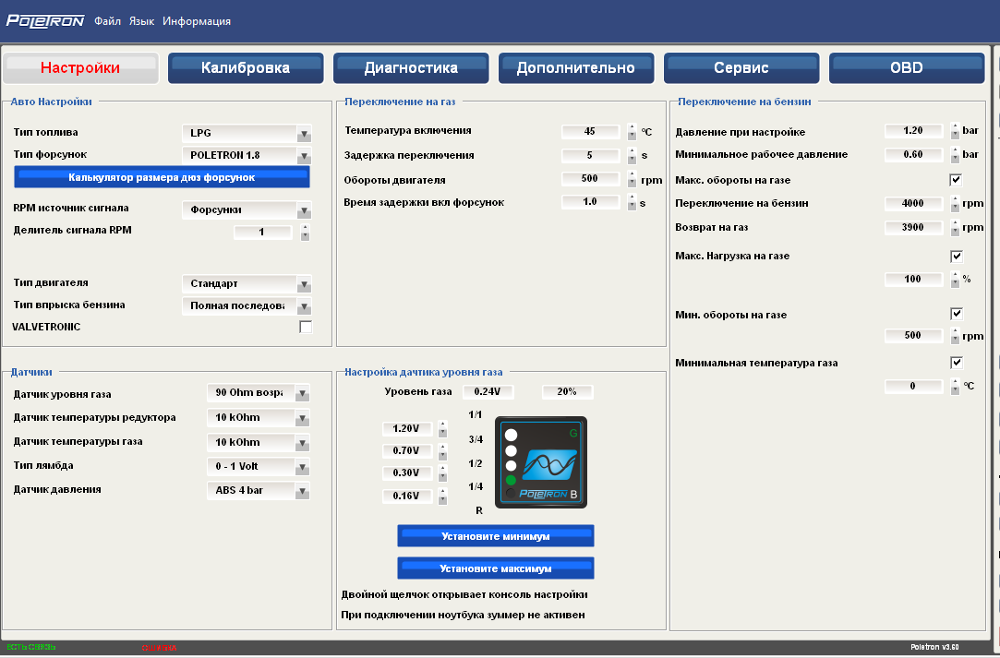 POLETRON Файл Язык Информация
Настройки Калибровка Диагностика Дополнительно Сервис OBD
Авто Настройки
Тип топлива LPG
Тип форсунок POLETRON 1.8
Калькулятор размера дюз форсунок
RPM источник сигнала Форсунки
Делитель сигнала RPM 1
Тип двигателя Стандарт
Тип впрыска бензина Полная последова
VALVETRONIC
Переключение на газ
Температура включения 45 °C
Задержка переключения 5 s
Обороты двигателя 500 rpm
Время задержки вкл форсунок 1.0 s
Переключение на бензин
Давление при настройке 1.20 bar
Минимальное рабочее давление 0.60 bar
Макс. обороты на газе
Переключение на бензин 4000 rpm
Возврат на газ 3900 rpm
Макс. Нагрузка на газе
100 %
Мин. обороты на газе
500 rpm
Минимальная температура газа
0 °C
Датчики
Датчик уровня газа 90 Ohm возра
Датчик температуры редуктора 10 kOhm
Датчик температуры газа 10 kOhm
Тип лямбда 0 - 1 Volt
Датчик давления ABS 4 bar
Настройка дачтика уровня газа
Уровень газа 0.24V 20%
1/1
1.20V
3/4
0.70V
1/2
0.30V
1/4
0.16V
R
G
POLETRON B
Установите минимум
Установите максимум
Двойной щелчок открывает консоль настройки
При подключении ноутбука зуммер не активен
ЕСТЬ СВЯЗЬ
Poletron v3.60